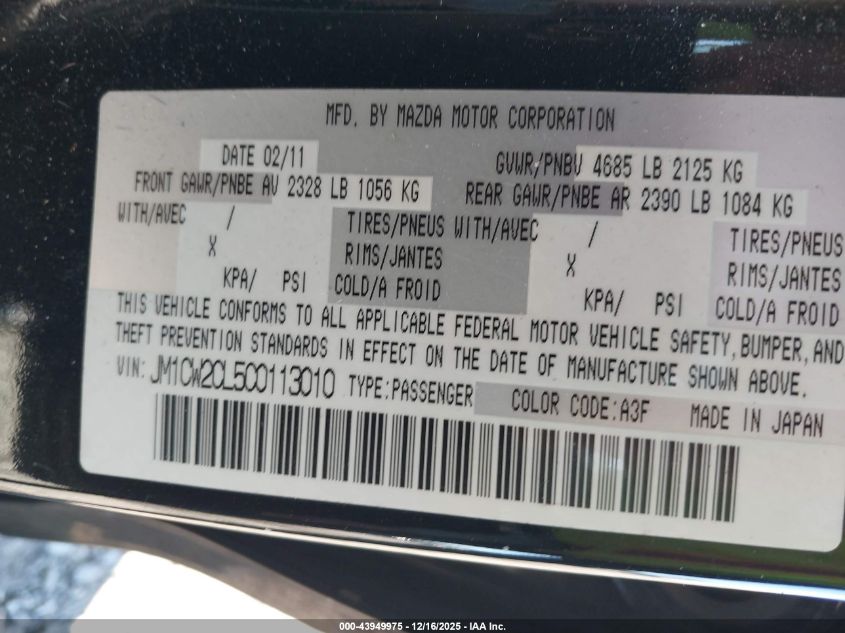 MFD. BY MAZDA MOTOR CORPORATION
DATE 02/11 GVWR/PNBV 4685 LB 2125 KG
FRONT GAWR/PNBE AV 2328 LB 1056 KG REAR GAWR/PNBE AR 2390 LB 1084 KG
WITH/AVEC / TIRES/PNEUS WITH/AVEC / TIRES/PNEUS
X RIMS/JANTES X RIMS/JANTES
KPA/ PSI COLD/A FROID KPA/ PSI COLD/A FROID
THIS VEHICLE CONFORMS TO ALL APPLICABLE FEDERAL MOTOR VEHICLE SAFETY, BUMPER, AND
THEFT PREVENTION STANDARDS IN EFFECT ON THE DATE OF MANUFACTURE SHOWN ABOVE.
VIN: JM1CW2CL5C0113010 TYPE:PASSENGER COLOR CODE:A3F MADE IN JAPAN
000-43949975 - 12/16/2025 - IAA Inc.